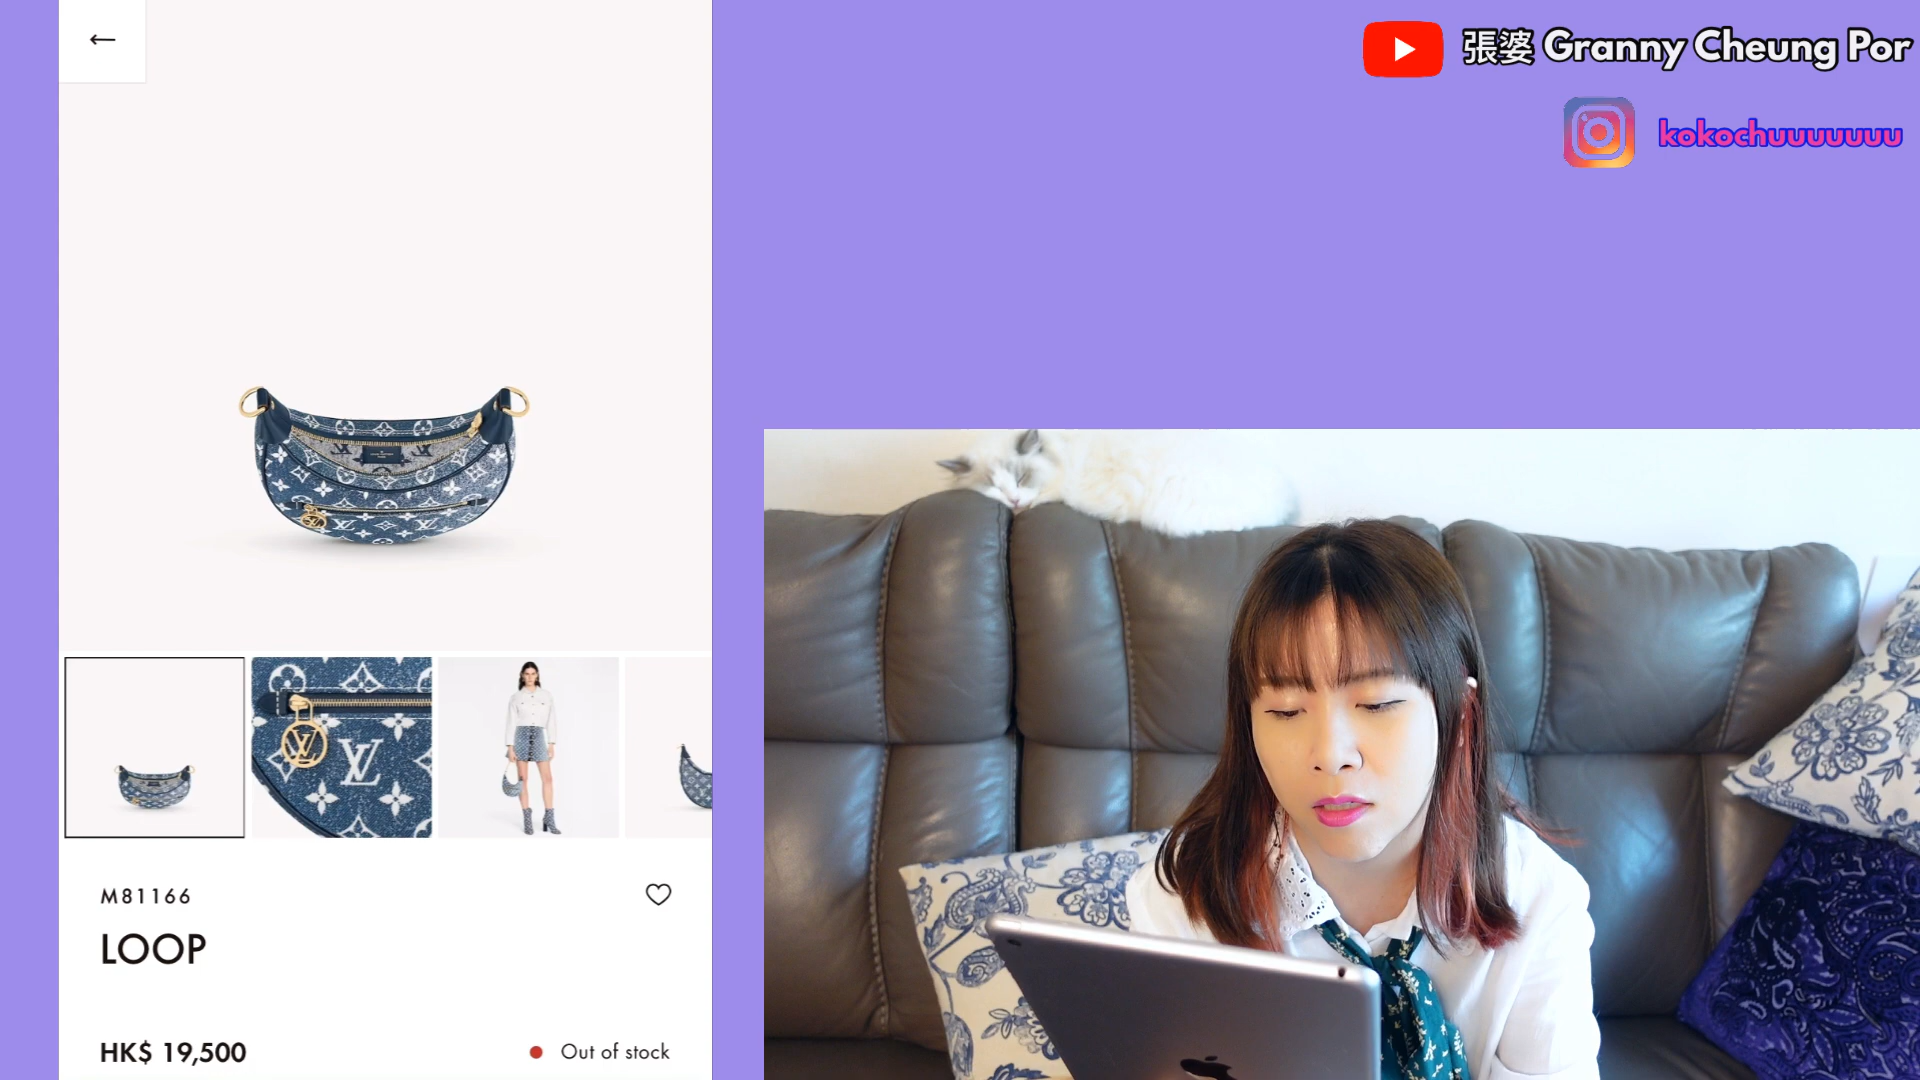 張婆 Granny Cheung Por
kokochuuuuuuu
M81166
LOOP
HK$ 19,500
Out of stock